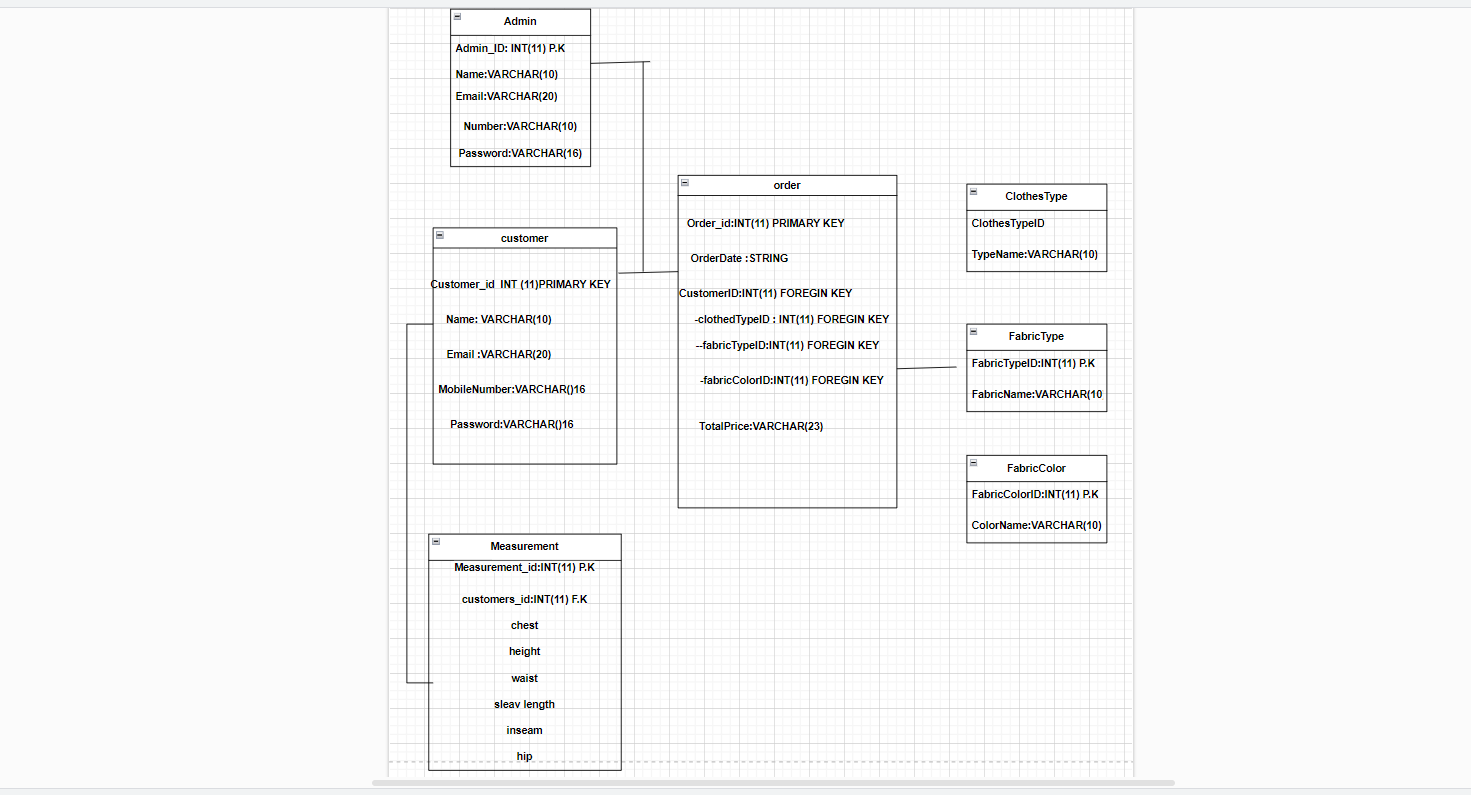 Admin
Admin_ID: INT(11) P.K
Name:VARCHAR(10)
Email:VARCHAR(20)
Number:VARCHAR(10)
Password:VARCHAR(16)
customer
Customer_id INT (11)PRIMARY KEY
Name: VARCHAR(10)
Email :VARCHAR(20)
MobileNumber:VARCHAR()16
Password:VARCHAR()16
Measurement
Measurement_id:INT(11) P.K
customers_id:INT(11) F.K
chest
height
waist
sleav length
inseam
hip
order
Order_id:INT(11) PRIMARY KEY
OrderDate :STRING
CustomerID:INT(11) FOREGIN KEY
-clothedTypeID : INT(11) FOREGIN KEY
--fabricTypeID:INT(11) FOREGIN KEY
-fabricColorID:INT(11) FOREGIN KEY
TotalPrice:VARCHAR(23)
ClothesType
ClothesTypeID
TypeName:VARCHAR(10)
FabricType
FabricTypeID:INT(11) P.K
FabricName:VARCHAR(10
FabricColor
FabricColorID:INT(11) P.K
ColorName:VARCHAR(10)